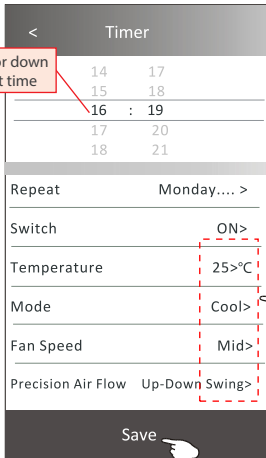 < Timer
or down
t time
14 17
15 18
16 : 19
17 20
18 21
Repeat Monday.... >
Switch ON>
Temperature 25>℃
Mode Cool>
Fan Speed Mid>
Precision Air Flow Up-Down Swing>
Save